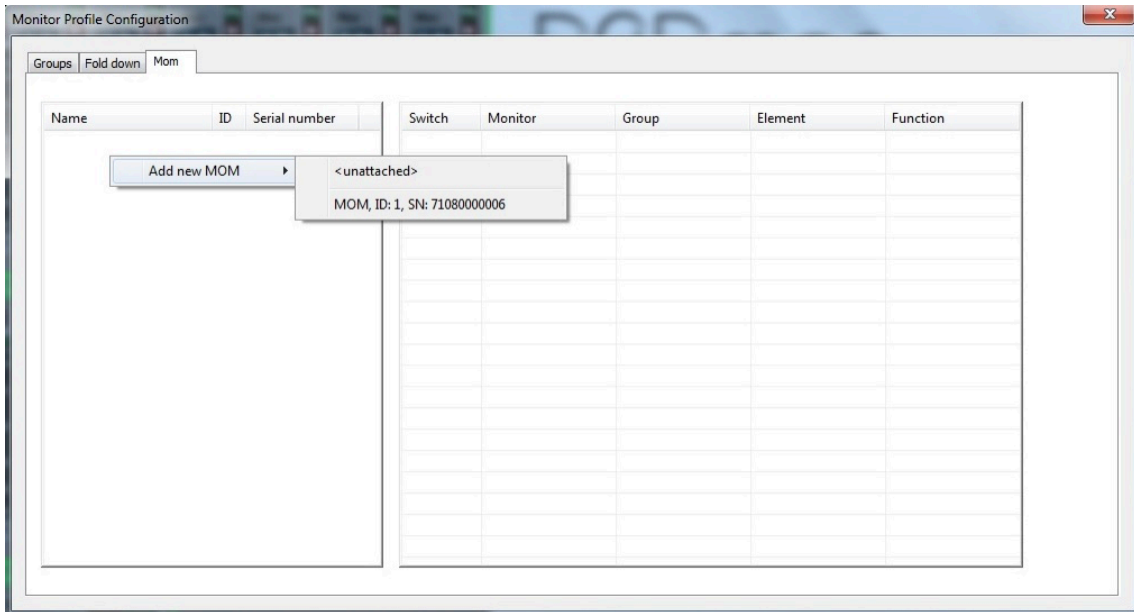 Monitor Profile Configuration
Groups Fold down Mom
Name ID Serial number Switch Monitor Group Element Function
Add new MOM <unattached>
MOM, ID: 1, SN: 71080000006